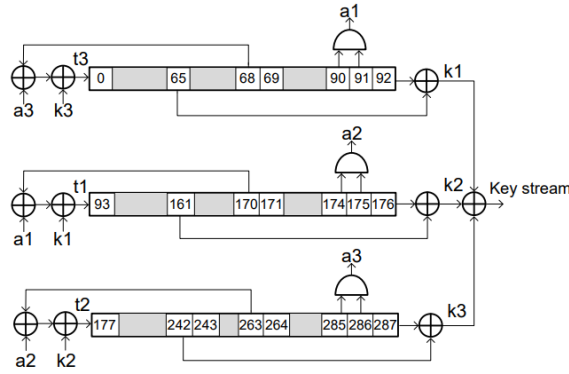 a1
t3
0 65 68 69 90 91 92
k1
a3 k3
a2
t1
93 161 170 171 174 175 176
k2
Key stream
a1 k1
a3
t2
177 242 243 263 264 285 286 287
k3
a2 k2